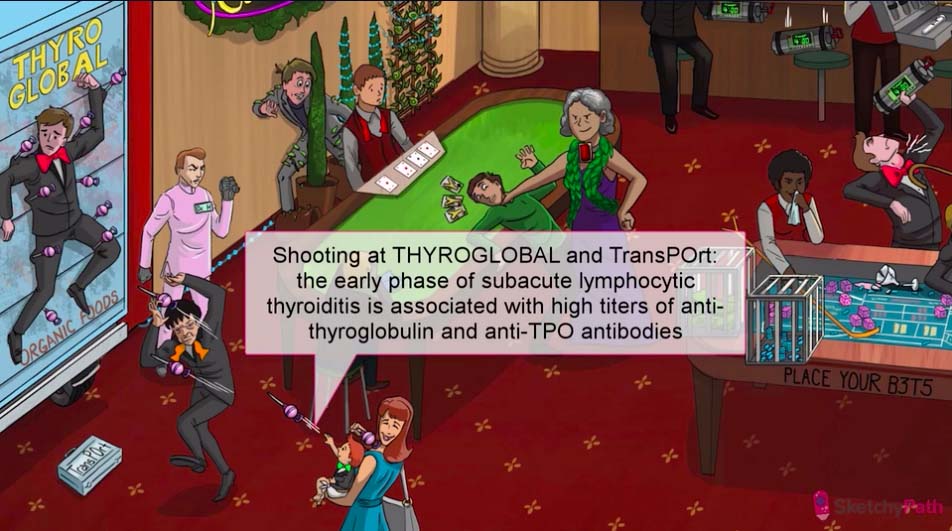 THYRO
GLOBAL
ORGANIC FOODS
TransPOrt
Shooting at THYROGLOBAL and TransPOrt:
the early phase of subacute lymphocytic
thyroiditis is associated with high titers of anti-
thyroglobulin and anti-TPO antibodies
PLACE YOUR B3T5
SketchyPath